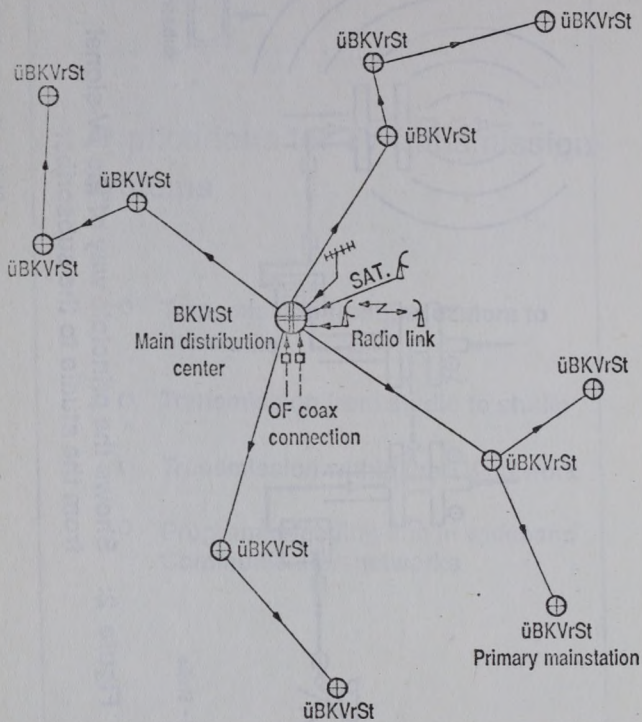 üBKVrSt
üBKVrSt
üBKVrSt
üBKVrSt
üBKVrSt
üBKVrSt
SAT.
BKVtSt
Main distribution
center
Radio link
OF coax
connection
üBKVrSt
üBKVrSt
üBKVrSt
üBKVrSt
Primary mainstation
üBKVrSt